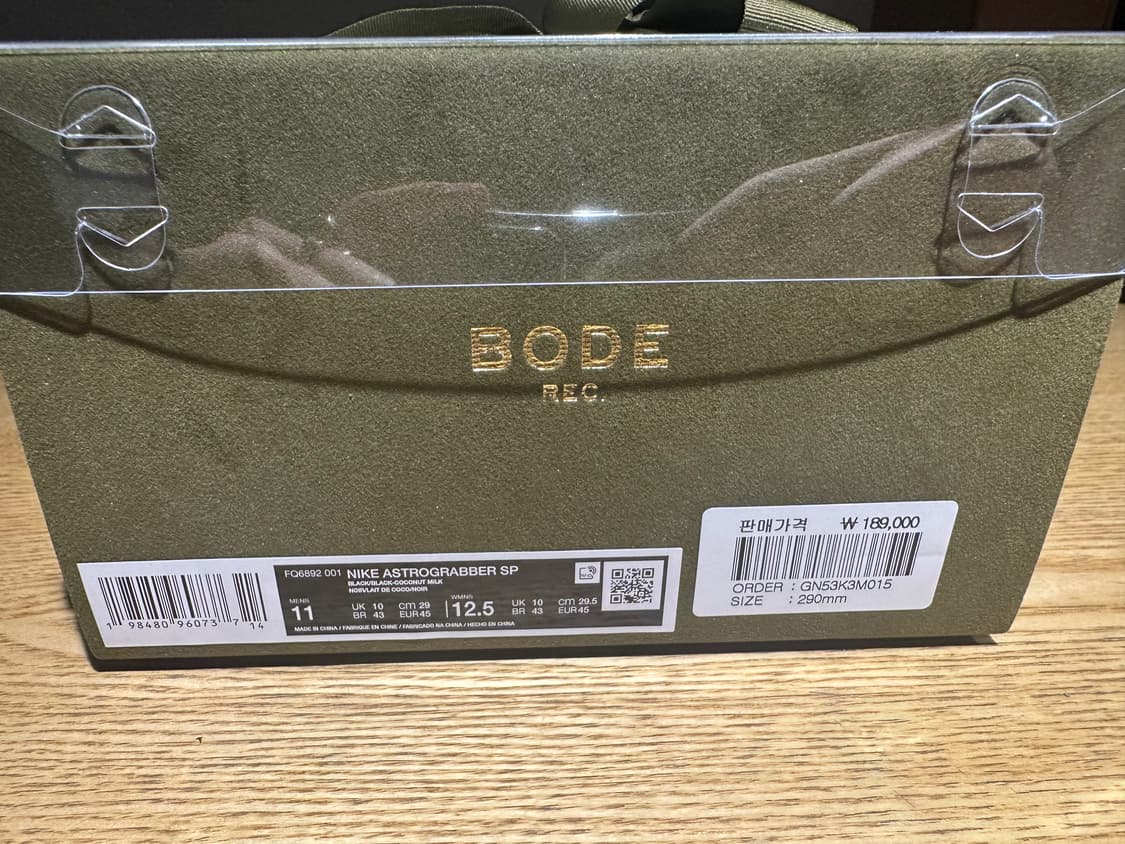 BODE
REC.
판매가격 ₩ 189,000
ORDER : GN53K3M015
SIZE : 290mm
FQ6892 001 NIKE ASTROGRABBER SP
BLACK/BLACK-COCONUT MILK
NOIR/LAIT DE COCO/NOIR
MENS 11 UK 10 cm 29 BR 43 EUR 45
WMNS 12.5 UK 10 cm 29.5 BR 43 EUR 45
MADE IN CHINA / FABRIQUE EN CHINE / FABRICADO NA CHINA / HECHO EN CHINA
1 98480 96073 7 14